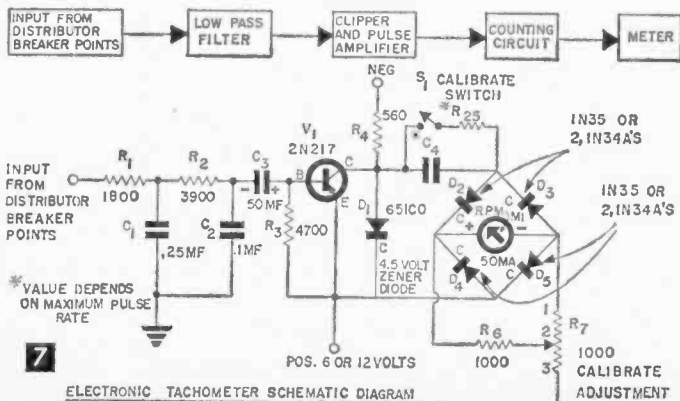 INPUT FROM
DISTRIBUTOR
BREAKER POINTS
LOW PASS
FILTER
CLIPPER
AND PULSE
AMPLIFIER
COUNTING
CIRCUIT
METER
NEG
S1 CALIBRATE
SWITCH
*
R25
560
R4
C4
1N35 OR
2,1N34A'S
V1
2N217
INPUT
FROM
DISTRIBUTOR
BREAKER
POINTS
R1
1800
R2
3900
C3
- +
50MF
B
C
E
D1
651C0
C
D2
D3
C
C
RPM
M1
+
-
50MA
1N35 OR
2,1N34A'S
C1
.25MF
C2
.1MF
R3
4700
4.5 VOLT
ZENER
DIODE
C
C
D4
D5
*VALUE DEPENDS
ON MAXIMUM PULSE
RATE
R6
1000
1
2
3
R7
1000
CALIBRATE
ADJUSTMENT
7
POS. 6 OR 12 VOLTS
ELECTRONIC TACHOMETER SCHEMATIC DIAGRAM